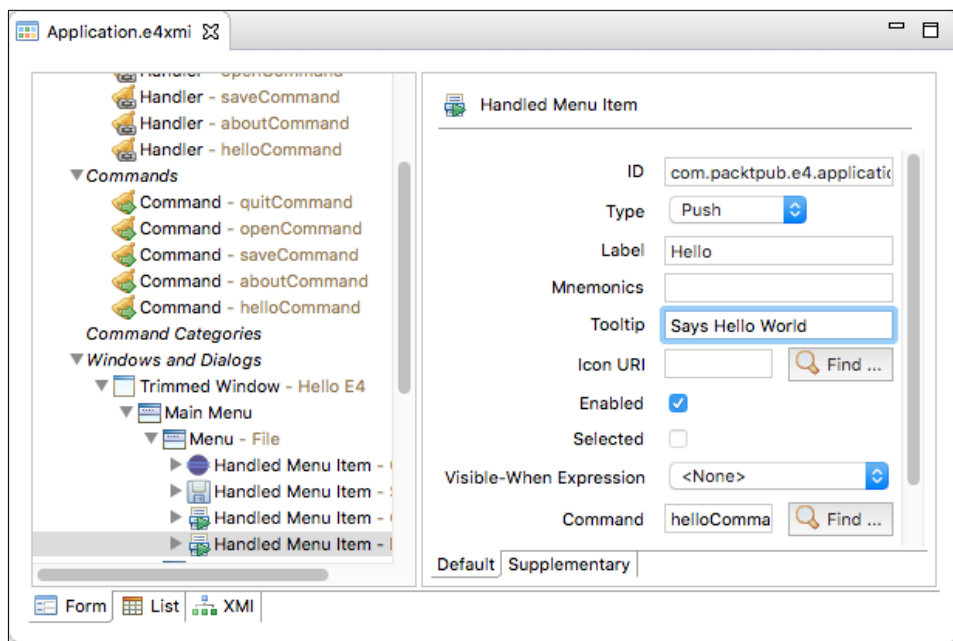 Application.e4xmi
Handler - openCommand
Handler - saveCommand
Handler - aboutCommand
Handler - helloCommand
Commands
Command - quitCommand
Command - openCommand
Command - saveCommand
Command - aboutCommand
Command - helloCommand
Command Categories
Windows and Dialogs
Trimmed Window - Hello E4
Main Menu
Menu - File
Handled Menu Item -
Handled Menu Item -
Handled Menu Item -
Handled Menu Item -
Handled Menu Item
ID com.packtpub.e4.applicatic
Type Push
Label Hello
Mnemonics
Tooltip Says Hello World
Icon URI Find ...
Enabled
Selected
Visible-When Expression <None>
Command helloComma Find ...
Default Supplementary
Form List XMI